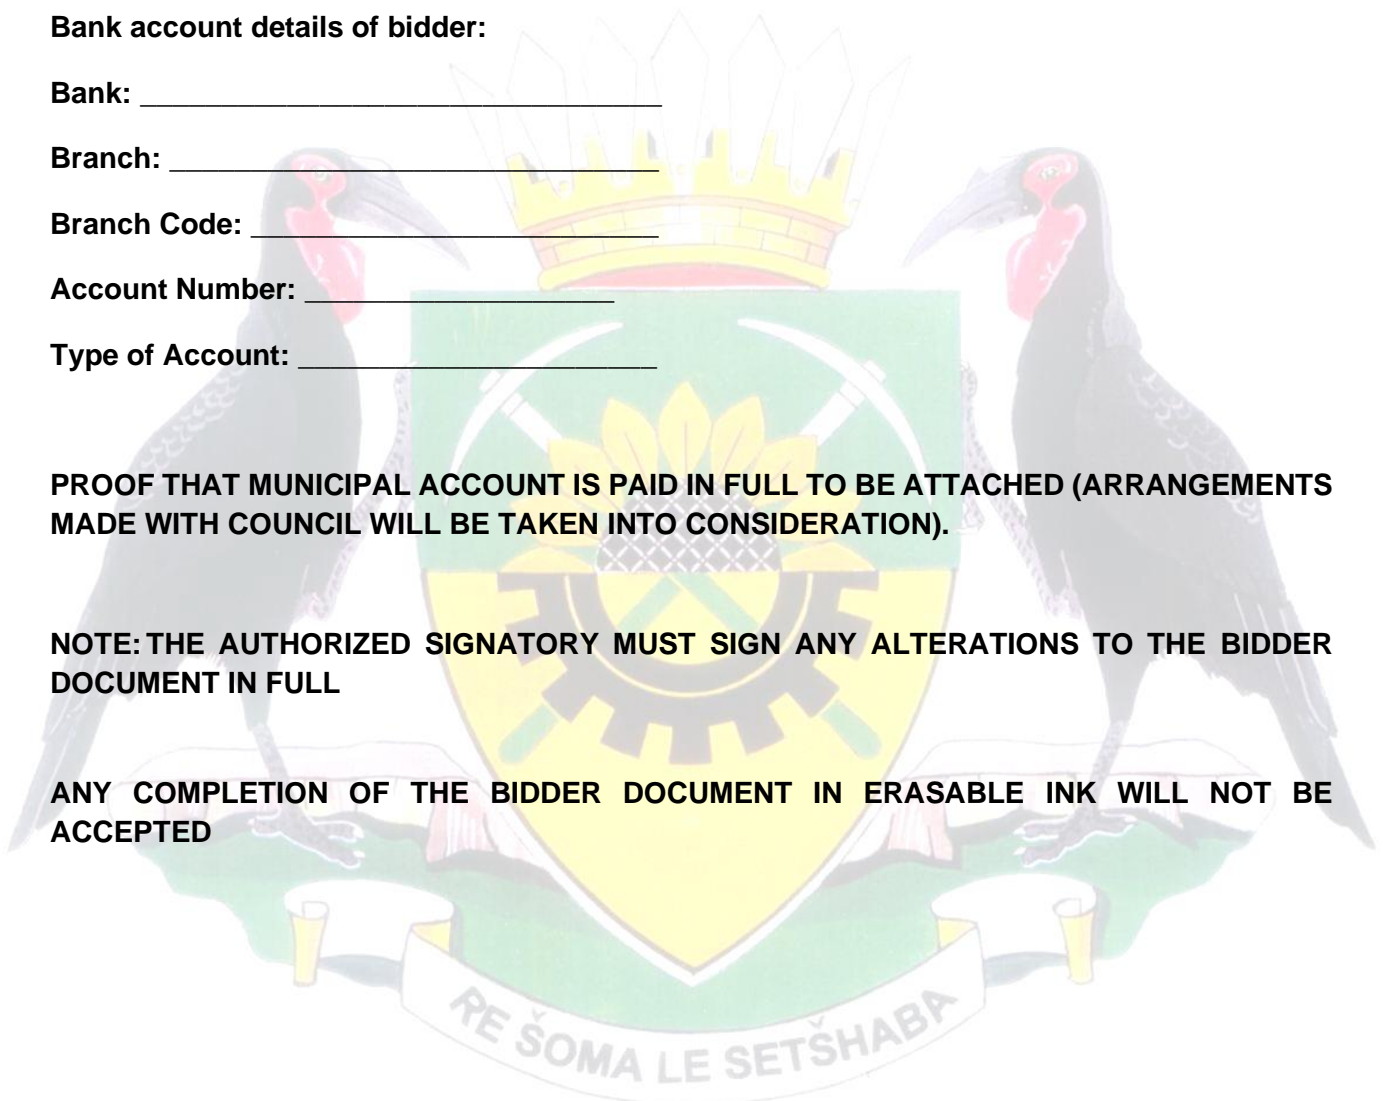 Bank account details of bidder:
Bank: ________________________________
Branch: ______________________________
Branch Code: _________________________
Account Number: ___________________
Type of Account: ______________________
PROOF THAT MUNICIPAL ACCOUNT IS PAID IN FULL TO BE ATTACHED (ARRANGEMENTS
MADE WITH COUNCIL WILL BE TAKEN INTO CONSIDERATION).
NOTE: THE AUTHORIZED SIGNATORY MUST SIGN ANY ALTERATIONS TO THE BIDDER
DOCUMENT IN FULL
ANY COMPLETION OF THE BIDDER DOCUMENT IN ERASABLE INK WILL NOT BE
ACCEPTED
RE ŠOMA LE SETŠHABA